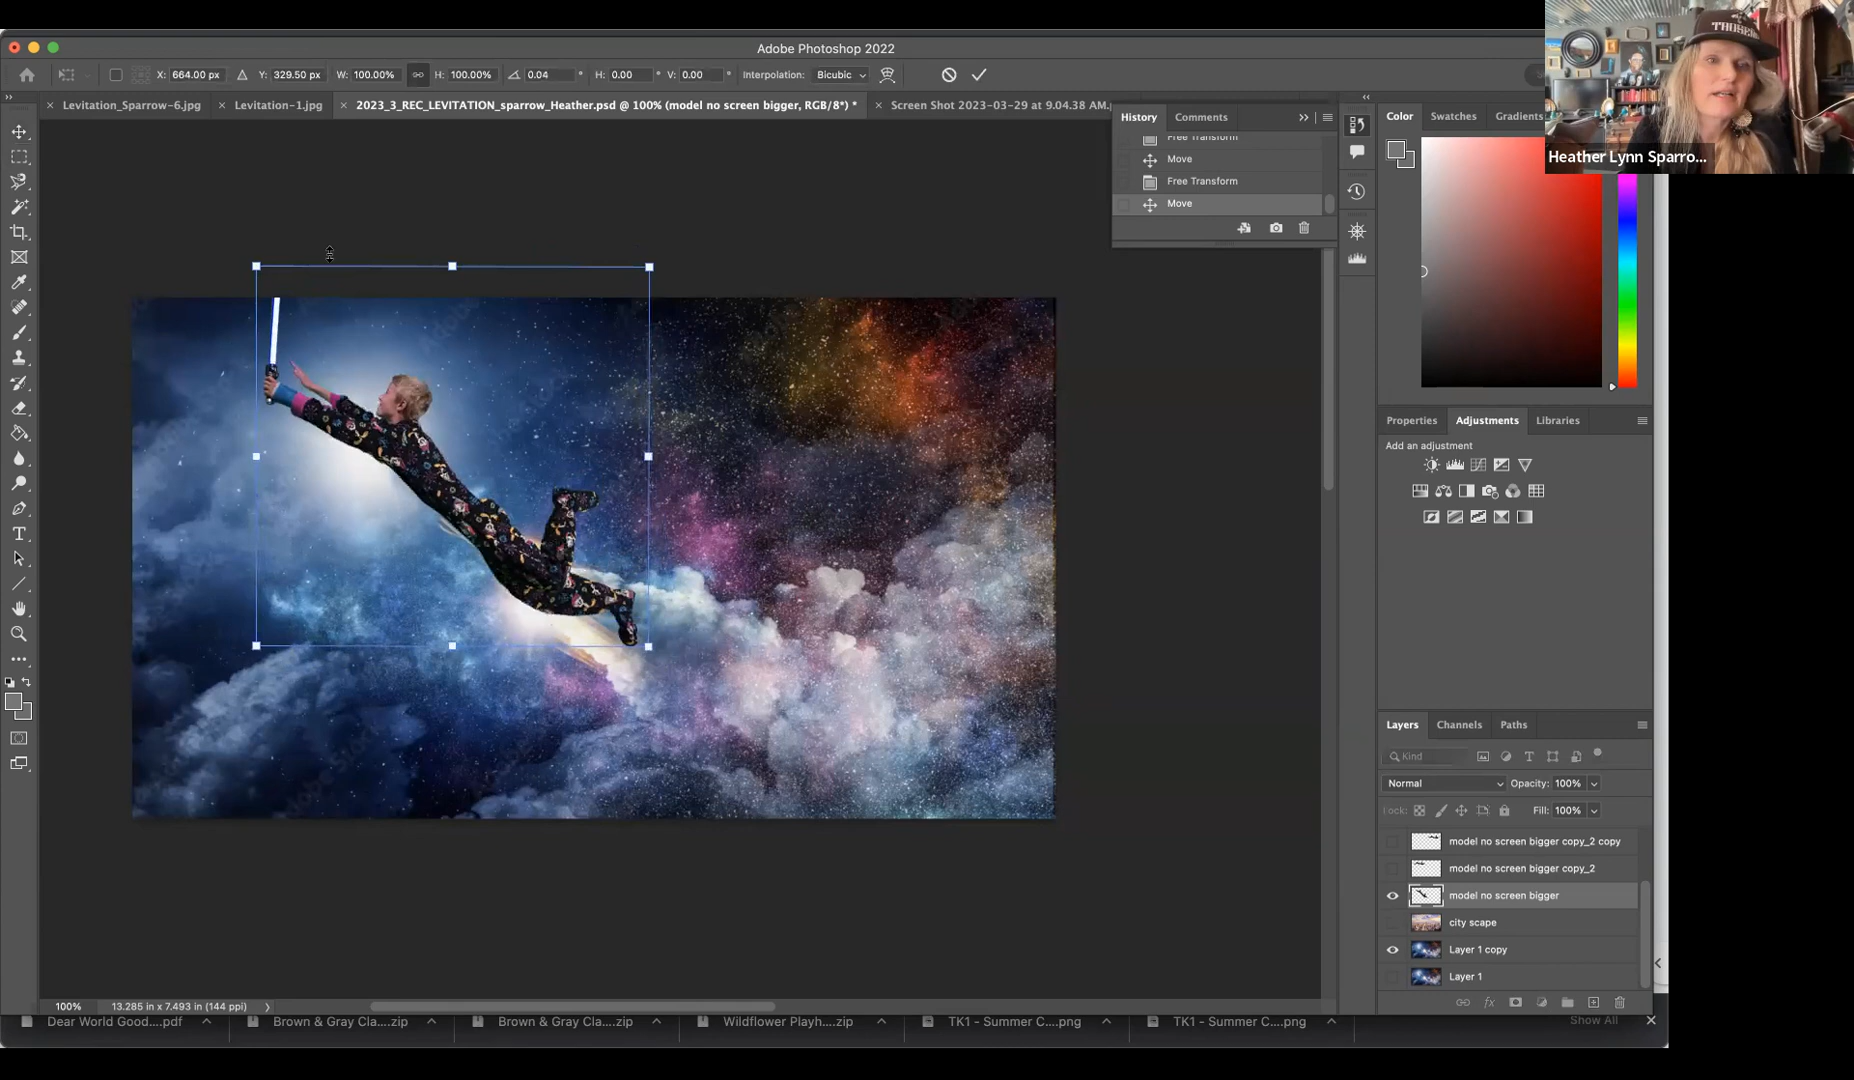 THOSE
Heather Lynn Sparro...
Adobe Photoshop 2022
X: 664.00 px Y: 329.50 px W: 100.00% H: 100.00% 0.04 ° H: 0.00 ° V: 0.00 ° Interpolation: Bicubic
Levitation_Sparrow-6.jpg
Levitation-1.jpg
2023_3_REC_LEVITATION_sparrow_Heather.psd @ 100% (model no screen bigger, RGB/8*) *
Screen Shot 2023-03-29 at 9.04.38 AM.
History Comments
Free Transform
Move
Free Transform
Move
Color Swatches Gradients
Properties Adjustments Libraries
Add an adjustment
Layers Channels Paths
Kind
Normal Opacity: 100%
Lock: Fill: 100%
model no screen bigger copy_2 copy
model no screen bigger copy_2
model no screen bigger
city scape
Layer 1 copy
Layer 1
fx
100% 13.285 in x 7.493 in (144 ppi)
Dear World Good....pdf
Brown & Gray Cla....zip
Brown & Gray Cla....zip
Wildflower Playh....zip
TK1 - Summer C....png
TK1 - Summer C....png
Show All